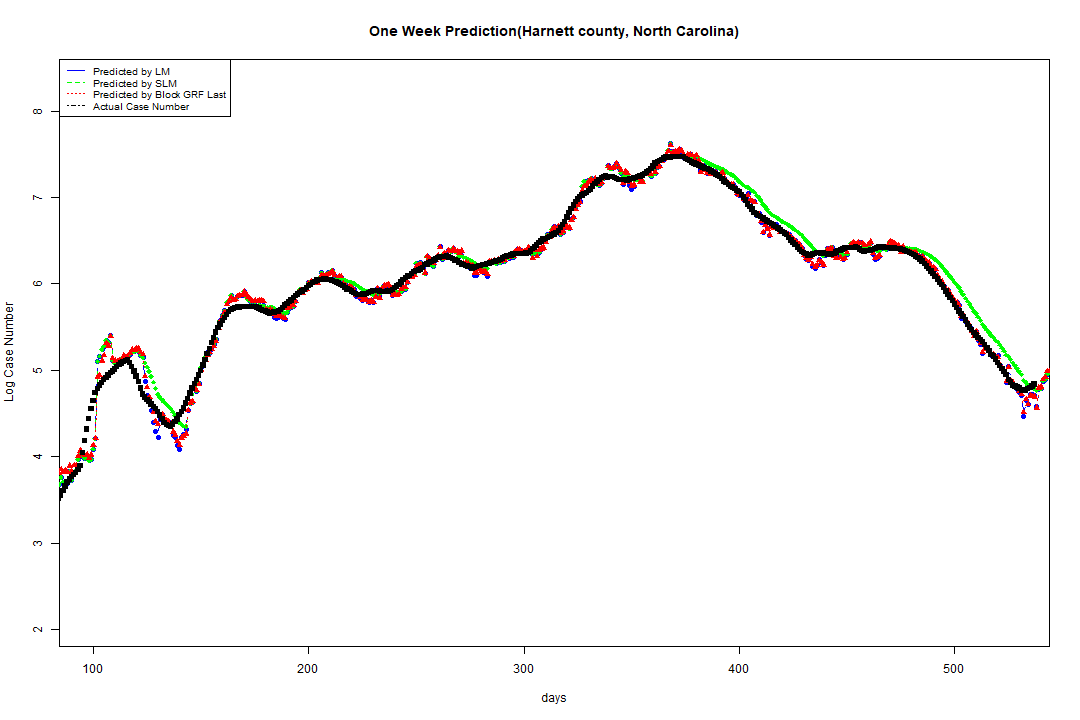 One Week Prediction(Harnett county, North Carolina)
Predicted by LM
Predicted by SLM
Predicted by Block GRF Last
Actual Case Number
8
7
6
5
4
3
2
Log Case Number
100 200 300 400 500
days